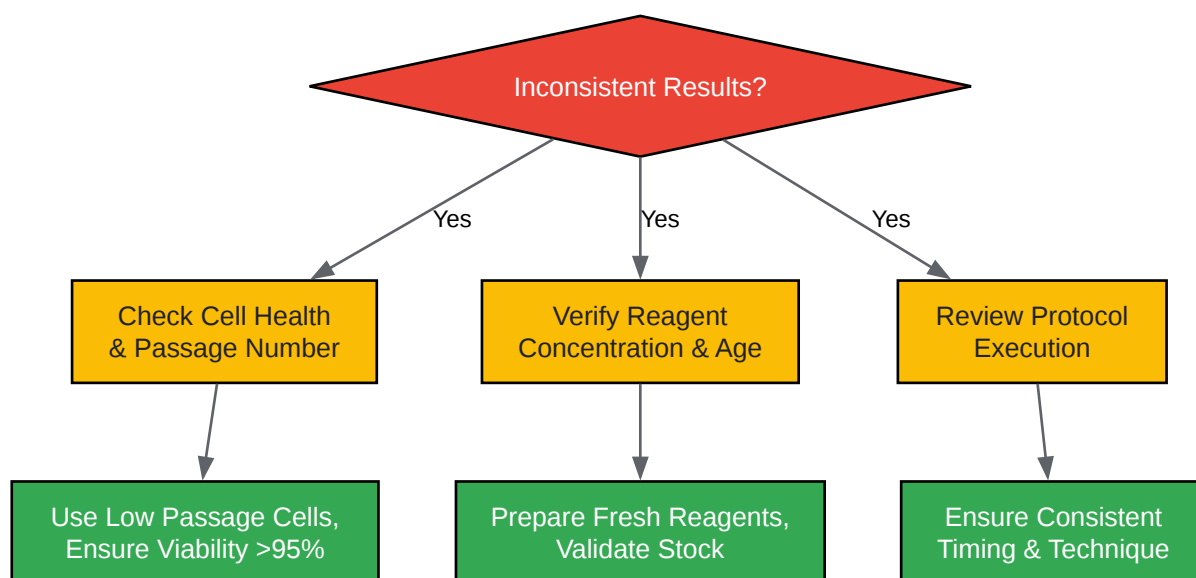 Inconsistent Results?
Yes
Yes
Yes
Check Cell Health
& Passage Number
Verify Reagent
Concentration & Age
Review Protocol
Execution
Use Low Passage Cells,
Ensure Viability >95%
Prepare Fresh Reagents,
Validate Stock
Ensure Consistent
Timing & Technique